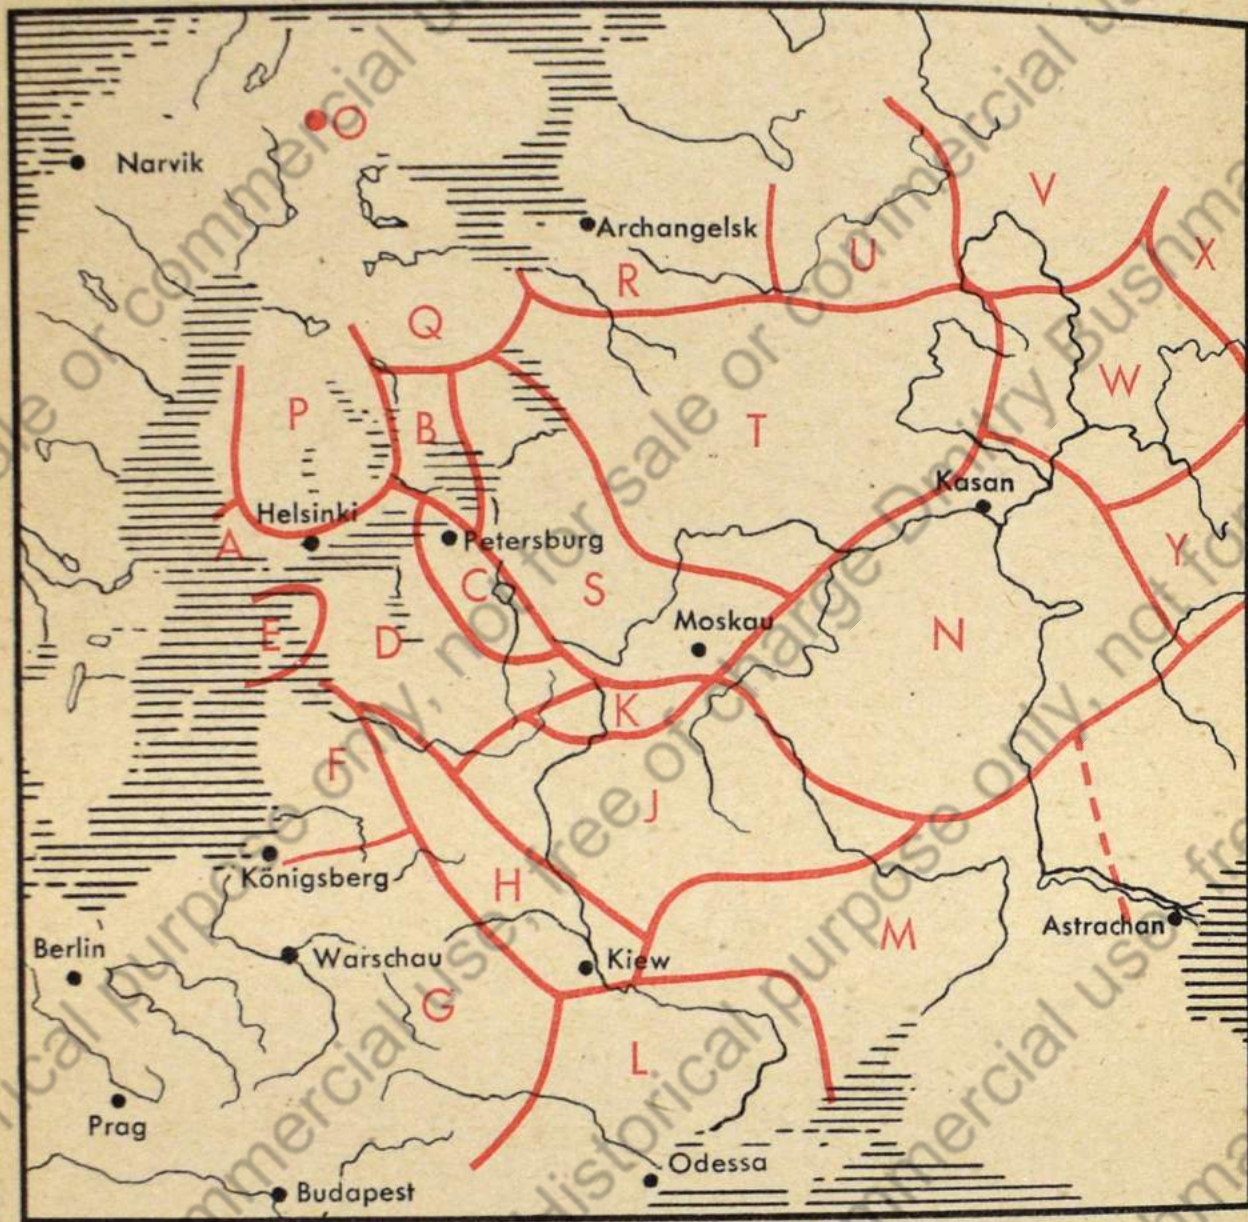 O
Narvik
V
Archangelsk
U
X
R
Q
W
P
B
T
Kasan
Helsinki
A
Petersburg
Y
C
S
Moskau
E
D
N
K
F
J
Königsberg
H
Astrachan
M
Berlin
Warschau
Kiew
G
L
Prag
Odessa
Budapest